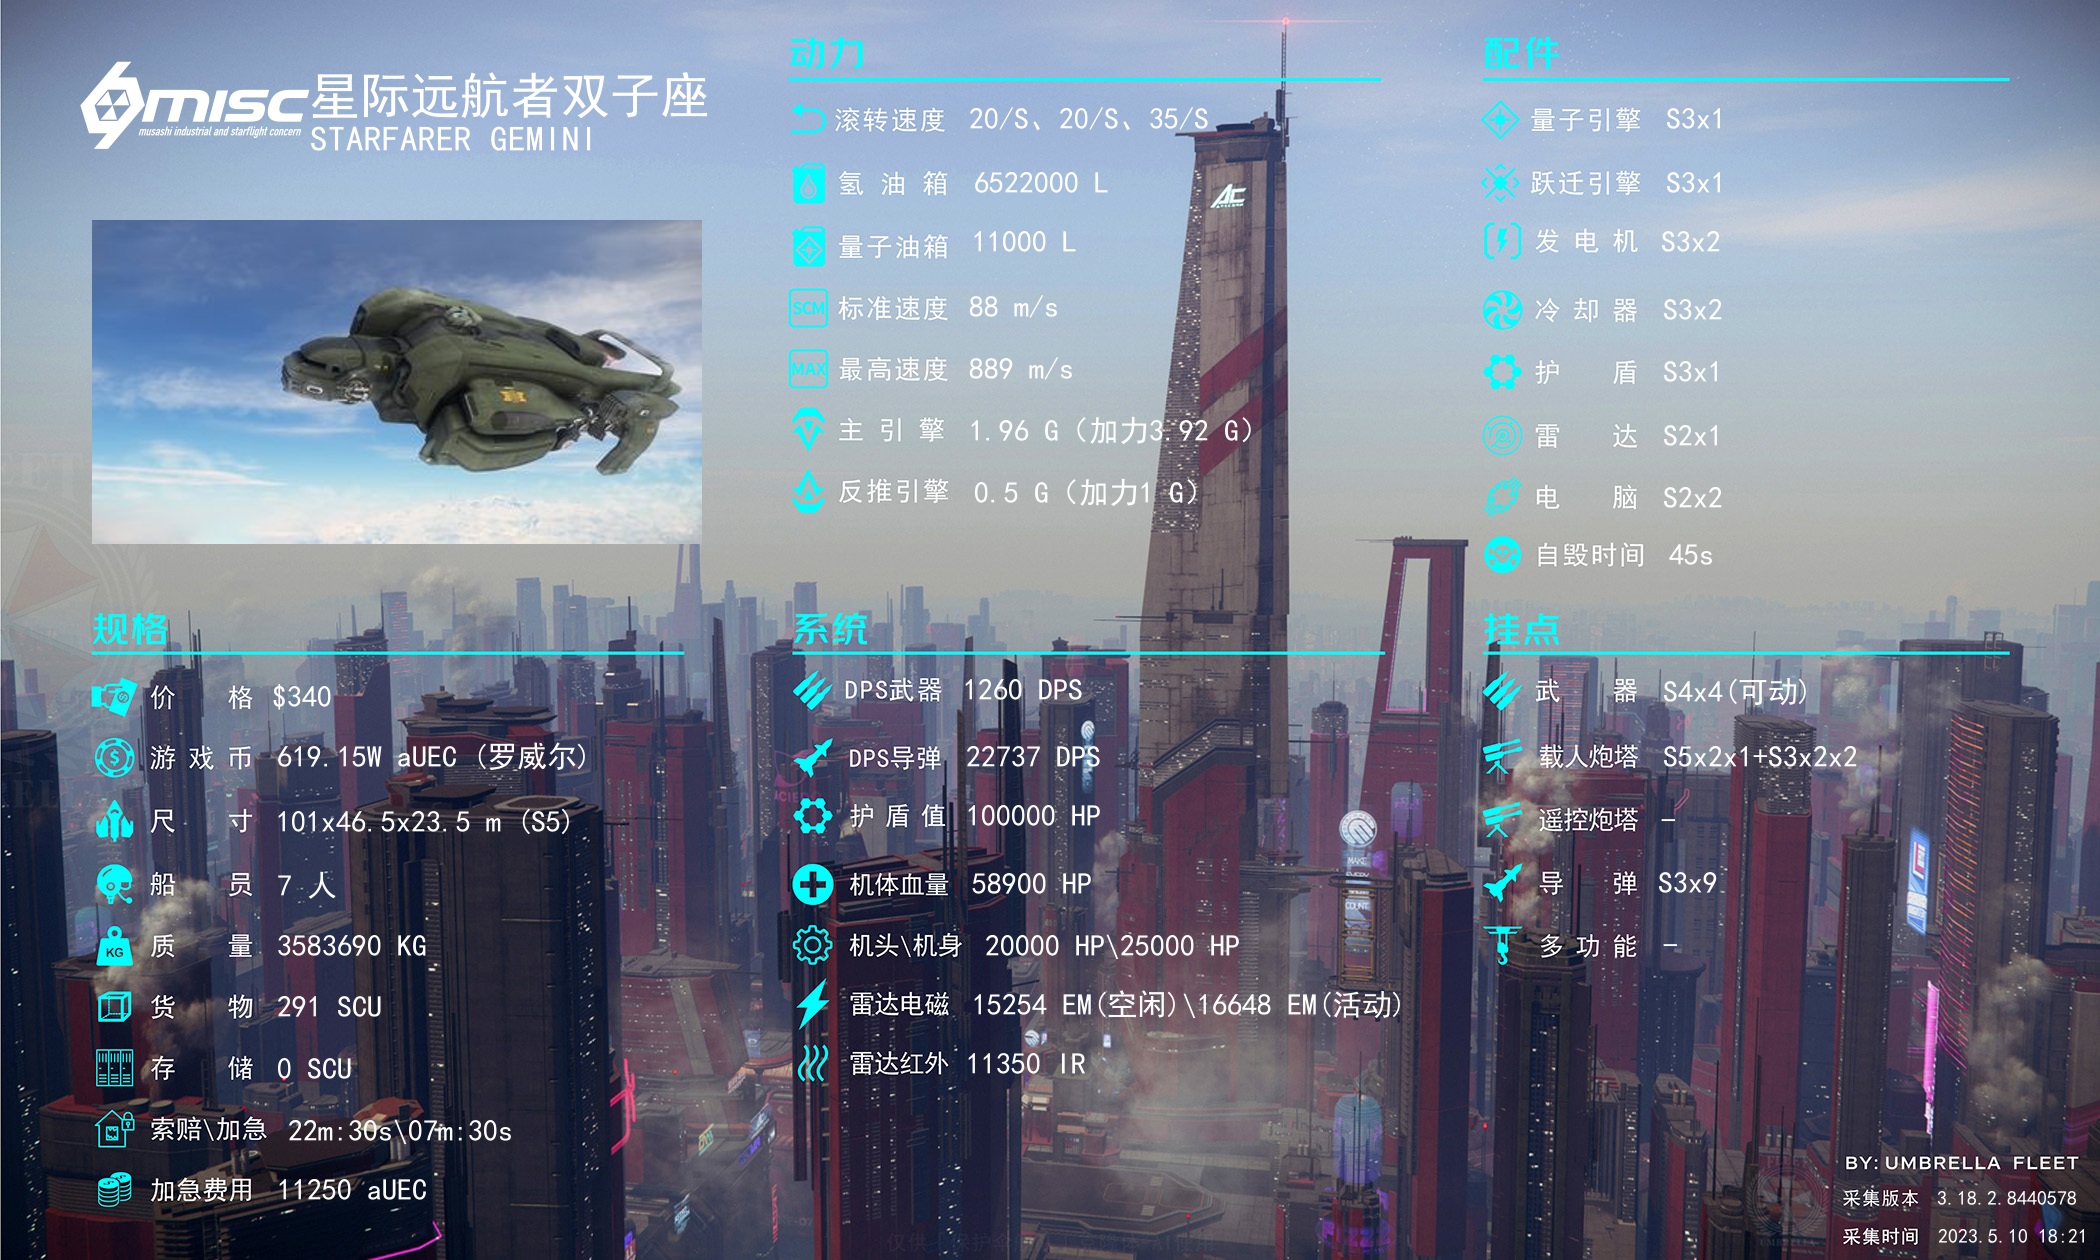 misc
musashi industrial and starflight concern
星际远航者双子座
STARFARER GEMINI
动力
滚转速度 20/S、20/S、35/S
氢油箱 6522000 L
量子油箱 11000 L
SCM 标准速度 88 m/s
MAX 最高速度 889 m/s
主引擎 1.96 G（加力3.92 G）
反推引擎 0.5 G（加力1 G）
配件
量子引擎 S3x1
跃迁引擎 S3x1
发电机 S3x2
冷却器 S3x2
护盾 S3x1
雷达 S2x1
电脑 S2x2
自毁时间 45s
规格
价格 $340
游戏币 619.15W aUEC (罗威尔)
尺寸 101x46.5x23.5 m (S5)
船员 7 人
KG 质量 3583690 KG
货物 291 SCU
存储 0 SCU
索赔\加急 22m:30s\07m:30s
加急费用 11250 aUEC
系统
DPS武器 1260 DPS
DPS导弹 22737 DPS
护盾值 100000 HP
机体血量 58900 HP
机头\机身 20000 HP\25000 HP
雷达电磁 15254 EM(空闲)\16648 EM(活动)
雷达红外 11350 IR
挂点
武器 S4x4(可动)
载人炮塔 S5x2x1+S3x2x2
遥控炮塔 -
导弹 S3x9
多功能 -
AC
MAKE
EVERY
COUNT
BY: UMBRELLA FLEET
采集版本 3.18.2.8440578
采集时间 2023.5.10 18:21